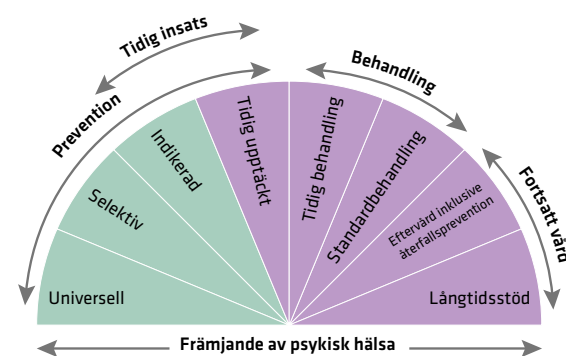 Tidig insats
Prevention
Behandling
Fortsatt vård
Universell
Selektiv
Indikerad
Tidig upptäckt
Tidig behandling
Standardbehandling
Eftervård inklusive
återfallsprevention
Långtidsstöd
Främjande av psykisk hälsa